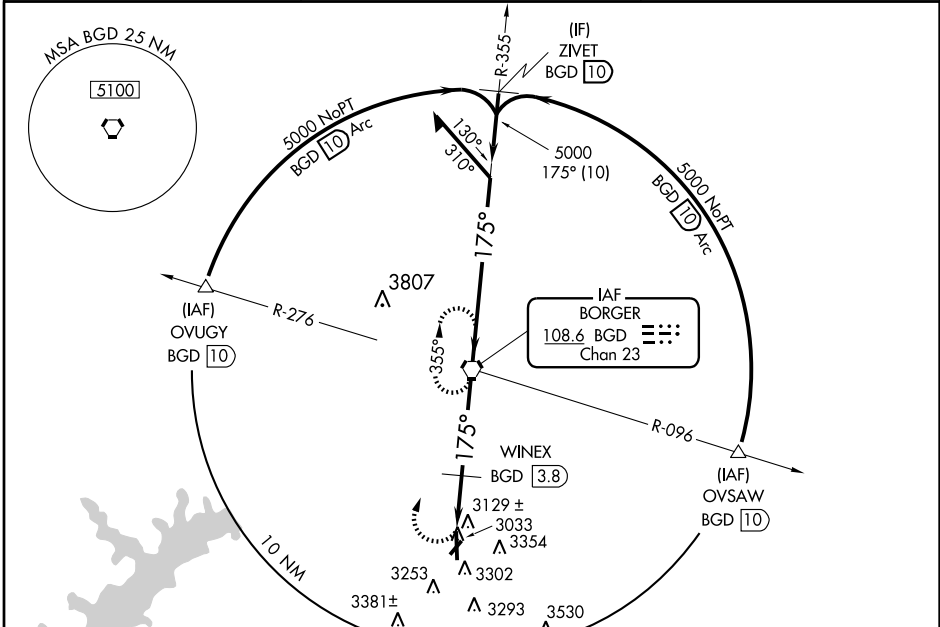 MSA BGD 25 NM
5100
R-355
(IF)
ZIVET
BGD 10
5000 NoPT
BGD 10 Arc
130°
310°
5000
175° (10)
5000 NoPT
BGD 10 Arc
175°
3807
(IAF)
OVUGY
BGD 10
R-276
IAF
BORGER
108.6 BGD
Chan 23
355°
175°
R-096
WINEX
BGD 3.8
(IAF)
OVSAW
BGD 10
3129 ±
3033
3354
10 NM
3253
3302
3381±
3293
3530